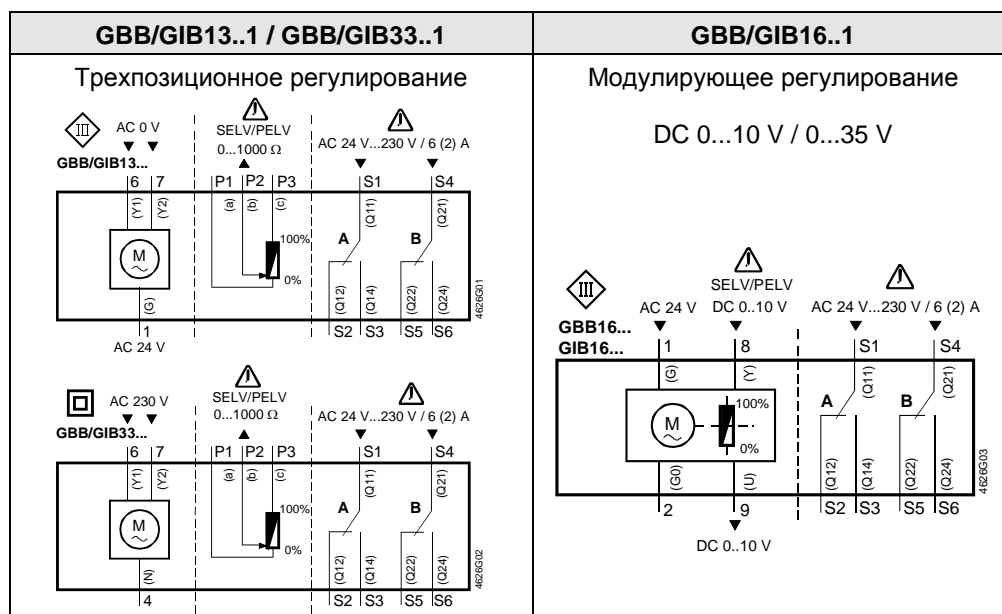 GBB/GIB13..1 / GBB/GIB33..1
Трехпозиционное регулирование
III AC 0 V
SELV/PELV
0...1000 Ω
AC 24 V...230 V / 6 (2) A
GBB/GIB13...
6 7 P1 P2 P3 S1 S4
(Y1) (Y2) (a) (b) (c) (Q11) (Q21)
M
100%
0%
A B
(G) (Q12) (Q14) (Q22) (Q24)
1 S2 S3 S5 S6
AC 24 V
4626G01
AC 230 V
SELV/PELV
0...1000 Ω
AC 24 V...230 V / 6 (2) A
GBB/GIB33...
6 7 P1 P2 P3 S1 S4
(Y1) (Y2) (a) (b) (c) (Q11) (Q21)
M
100%
0%
A B
(N) (Q12) (Q14) (Q22) (Q24)
4 S2 S3 S5 S6
4626G02
GBB/GIB16..1
Модулирующее регулирование
DC 0...10 V / 0...35 V
III
SELV/PELV
AC 24 V DC 0..10 V AC 24 V...230 V / 6 (2) A
GBB16...
GIB16...
1 8 S1 S4
(G) (Y) (Q11) (Q21)
M
100%
0%
A B
(G0) (U) (Q12) (Q14) (Q22) (Q24)
2 9 S2 S3 S5 S6
DC 0..10 V
4626G03